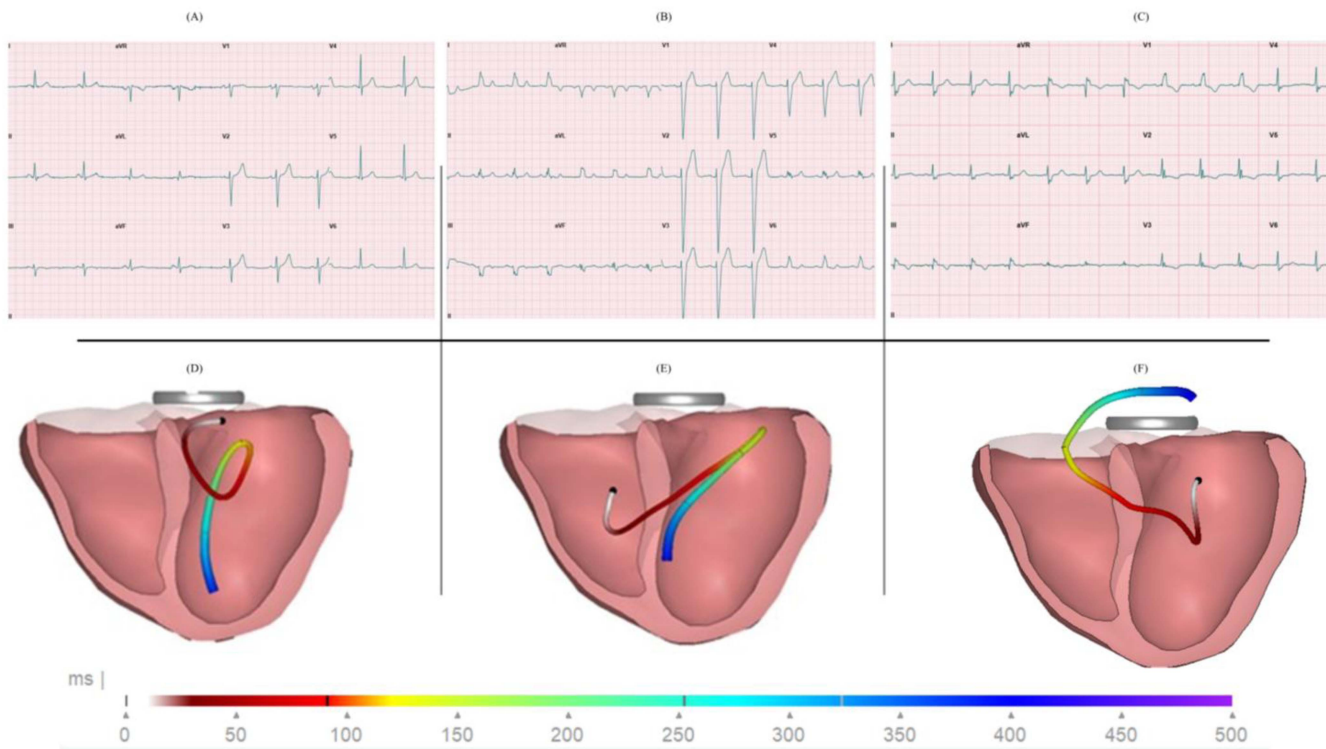 (A) (B) (C)
I aVR V1 V4
I aVR V1 V4
I aVR V1 V4
II aVL V2 V5
II aVL V2 V5
II aVL V2 V5
III aVF V3 V6
III aVF V3 V6
III aVF V3 V6
II
II
II
(D) (E) (F)
ms
0 50 100 150 200 250 300 350 400 450 500